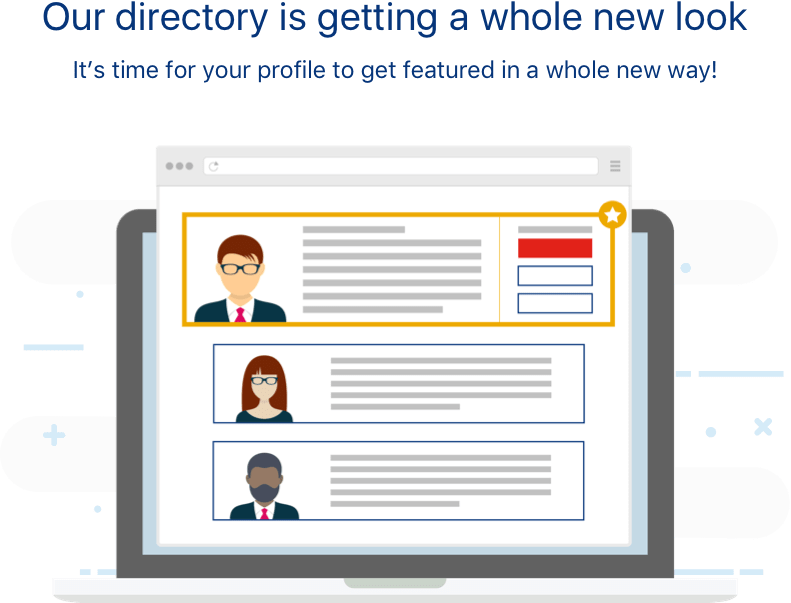 Our directory is getting a whole new look
It’s time for your profile to get featured in a whole new way!